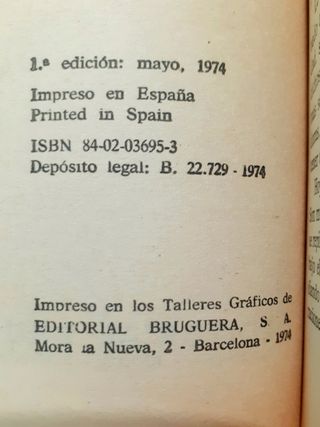 1.ª edición: mayo, 1974
Impreso en España
Printed in Spain
ISBN 84-02-03695-3
Depósito legal: B. 22.729 - 1974
Impreso en los Talleres Gráficos de
EDITORIAL BRUGUERA, S. A.
Mora la Nueva, 2 - Barcelona - 1974